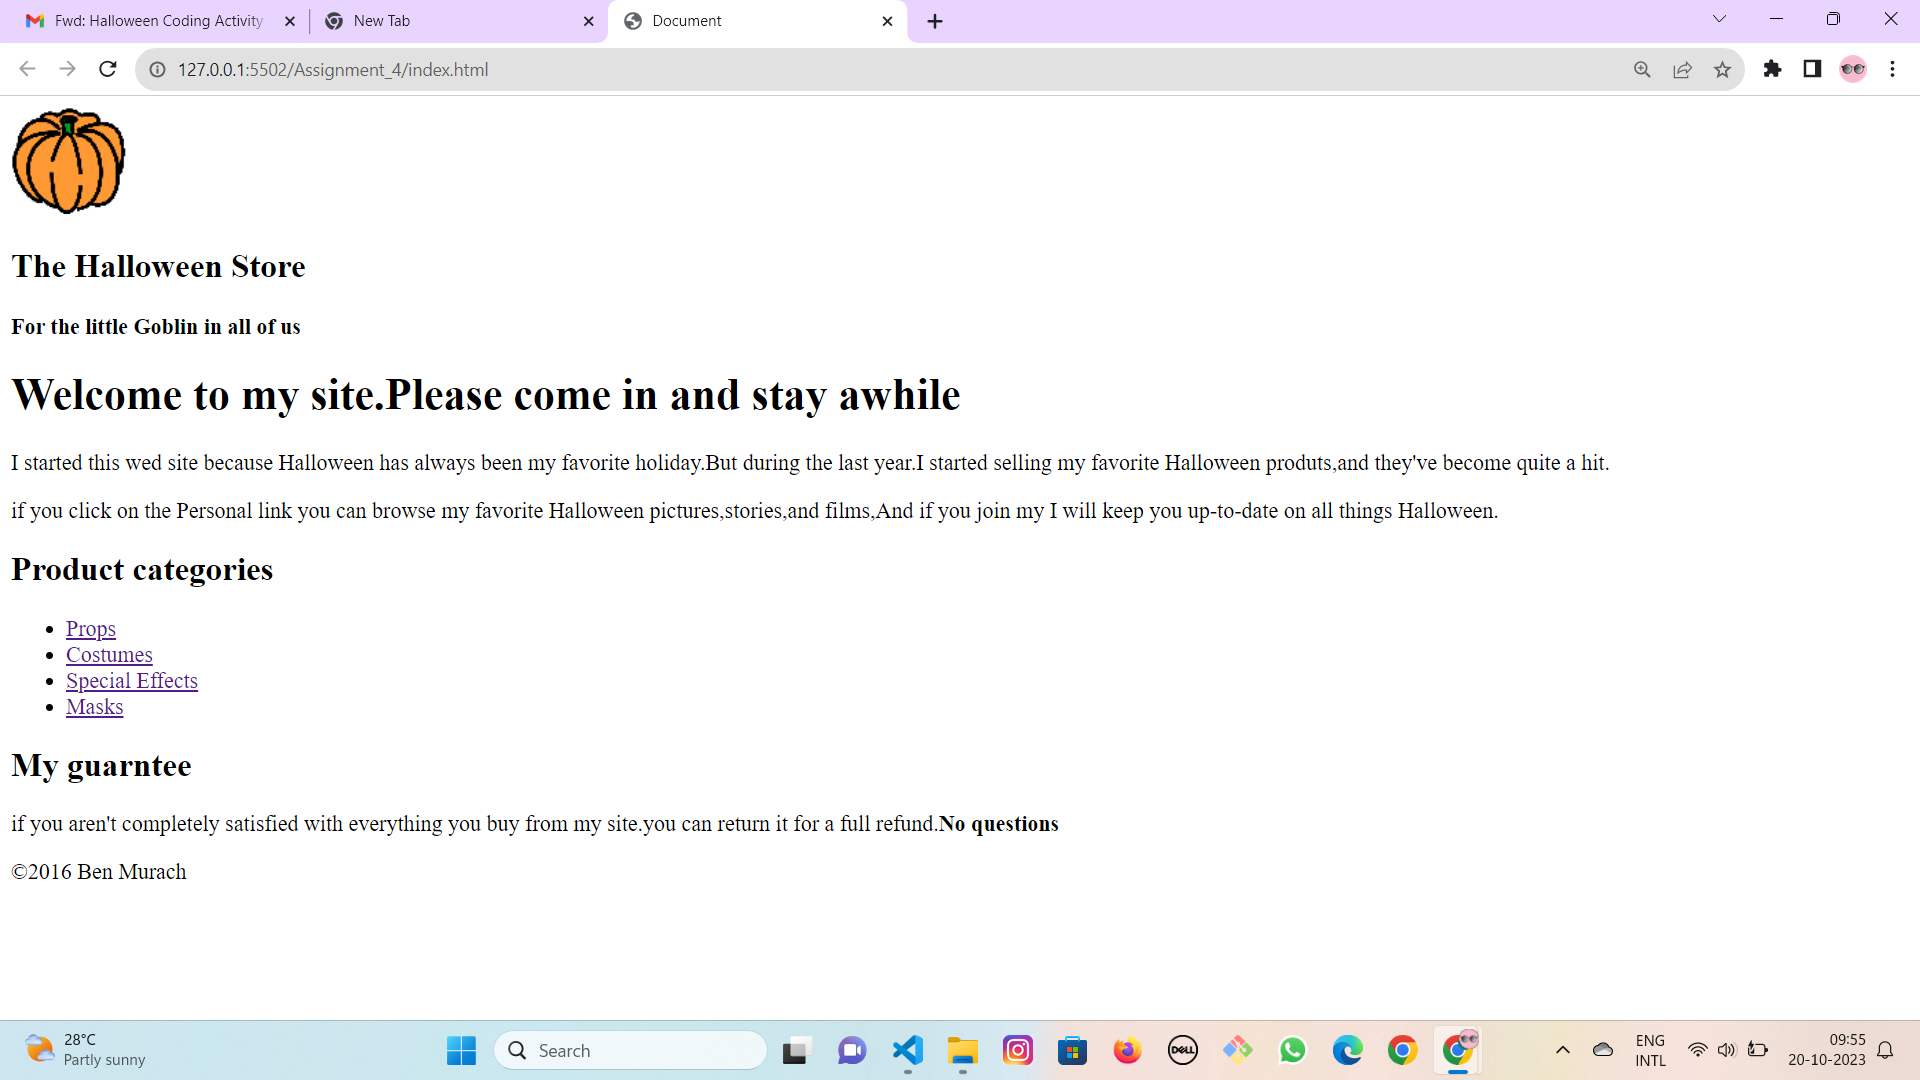 Fwd: Halloween Coding Activity
New Tab
Document
127.0.0.1:5502/Assignment_4/index.html
The Halloween Store
For the little Goblin in all of us
Welcome to my site.Please come in and stay awhile
I started this wed site because Halloween has always been my favorite holiday.But during the last year.I started selling my favorite Halloween produts,and they've become quite a hit.
if you click on the Personal link you can browse my favorite Halloween pictures,stories,and films,And if you join my I will keep you up-to-date on all things Halloween.
Product categories
Props
Costumes
Special Effects
Masks
My guarntee
if you aren't completely satisfied with everything you buy from my site.you can return it for a full refund.No questions
©2016 Ben Murach
28°C
Partly sunny
Search
DELL
ENG
INTL
09:55
20-10-2023